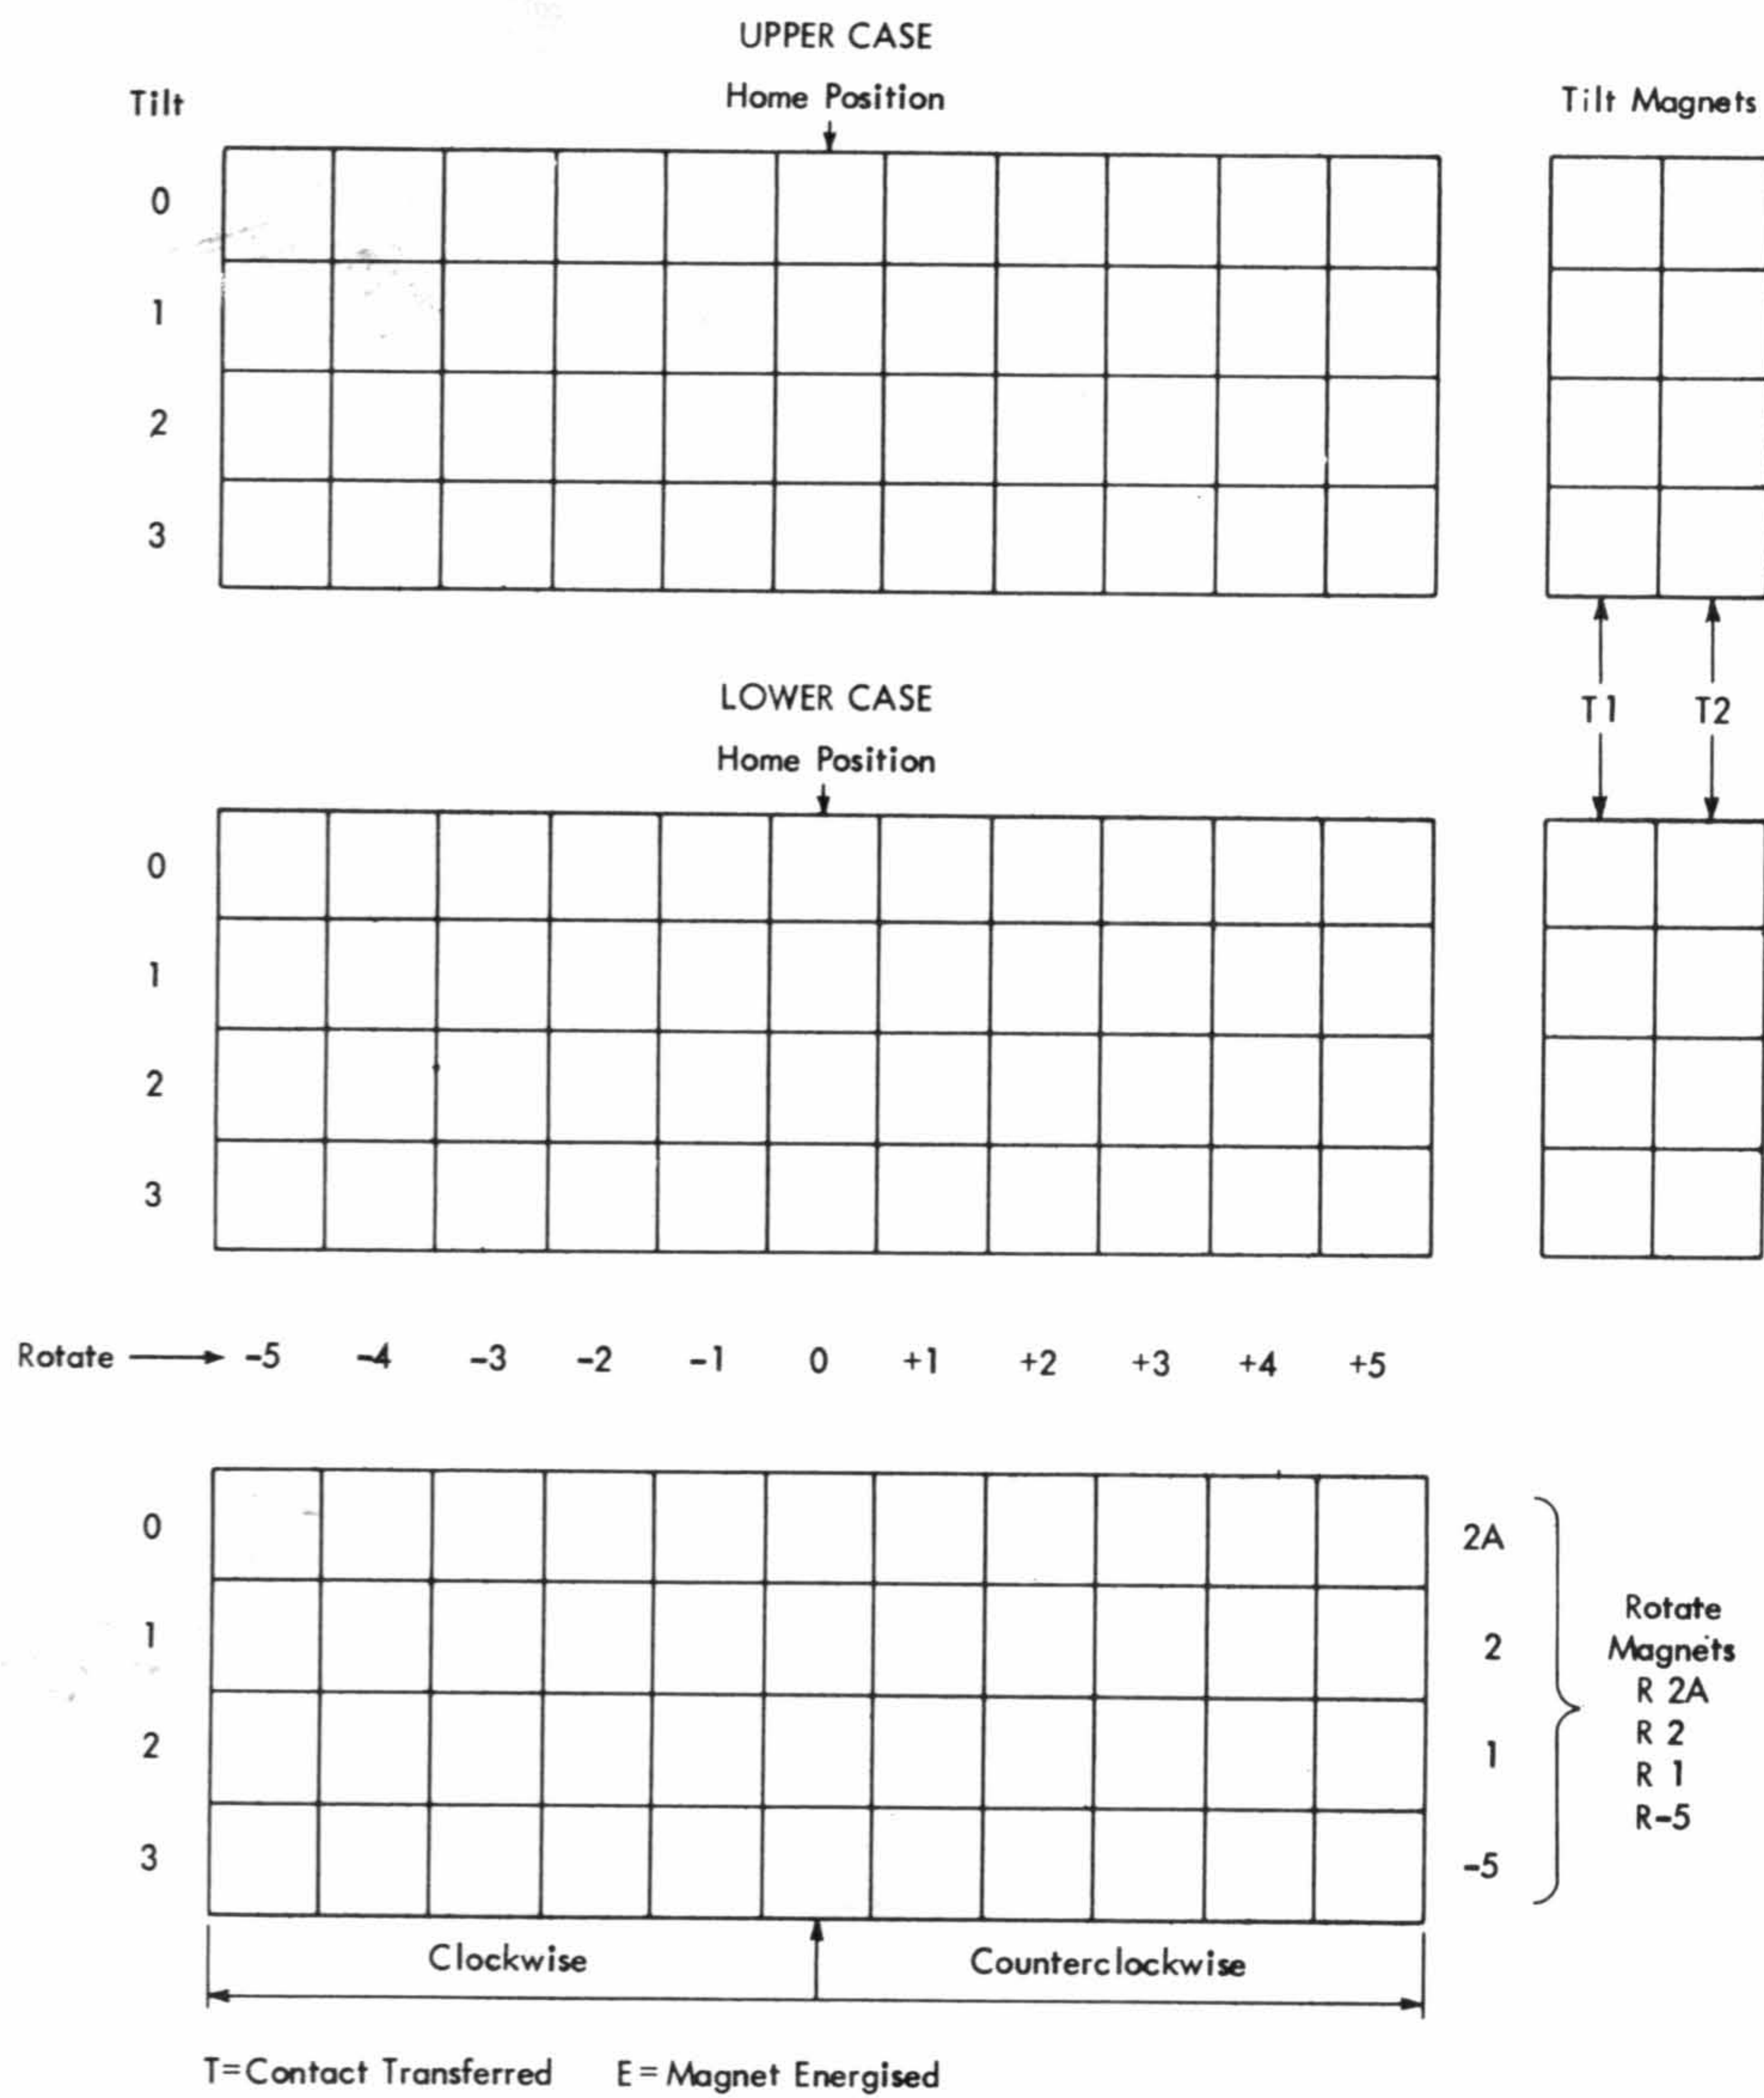 UPPER CASE
Tilt Home Position Tilt Magnets
0
1
2
3
LOWER CASE
T1 T2
Home Position
0
1
2
3
Rotate -5 -4 -3 -2 -1 0 +1 +2 +3 +4 +5
0 2A
1 2
2 1
3 -5
Rotate
Magnets
R 2A
R 2
R 1
R-5
Clockwise Counterclockwise
T=Contact Transferred E=Magnet Energised